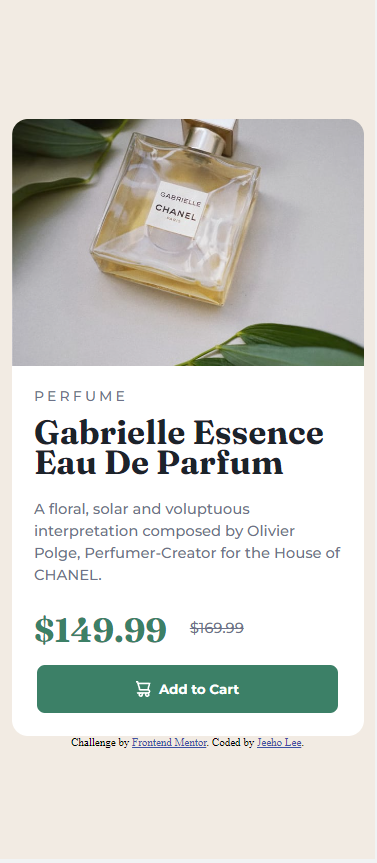 GABRIELLE
CHANEL
PARIS
PERFUME
Gabrielle Essence
Eau De Parfum
A floral, solar and voluptuous
interpretation composed by Olivier
Polge, Perfumer-Creator for the House of
CHANEL.
$149.99 $169.99
Add to Cart
Challenge by Frontend Mentor. Coded by Jeeho Lee.